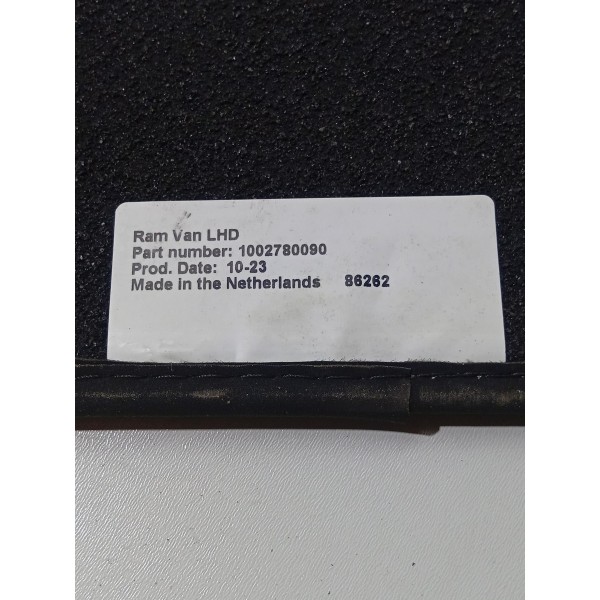 Ram Van LHD
Part number: 1002780090
Prod. Date: 10-23
Made in the Netherlands 86262